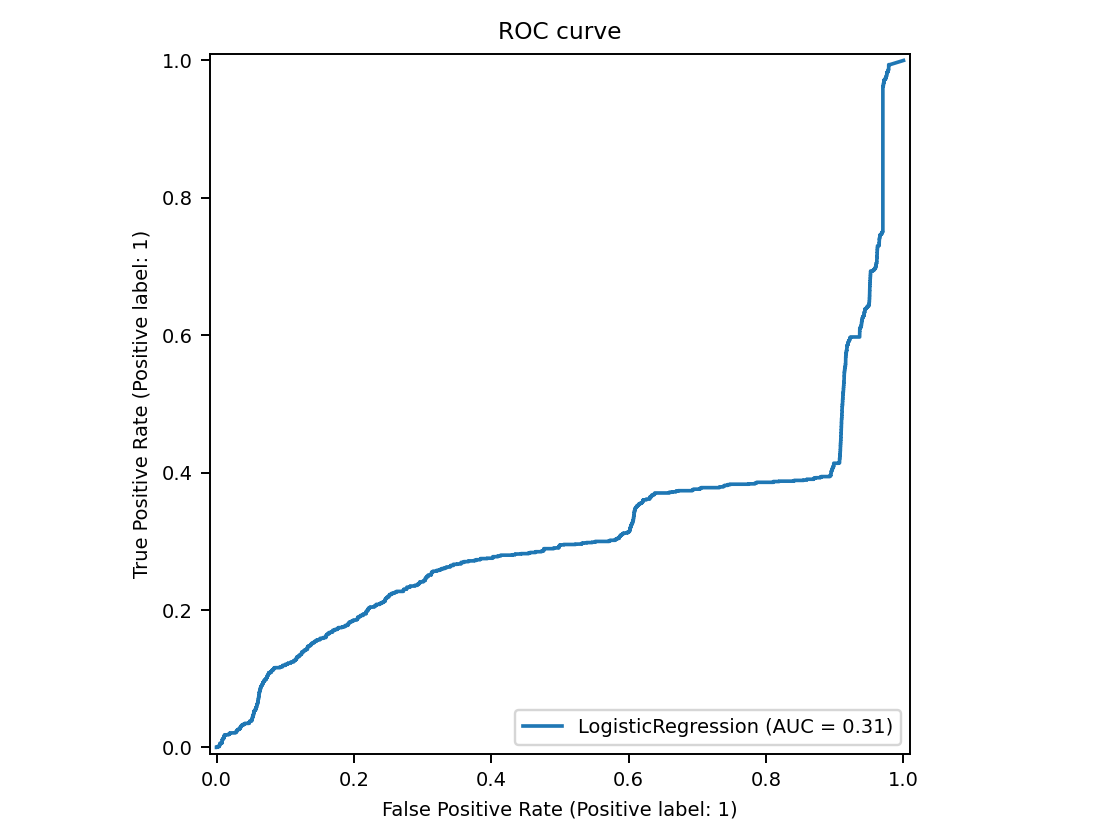 ROC curve
1.0
0.8
0.6
0.4
0.2
0.0
True Positive Rate (Positive label: 1)
LogisticRegression (AUC = 0.31)
0.0 0.2 0.4 0.6 0.8 1.0
False Positive Rate (Positive label: 1)